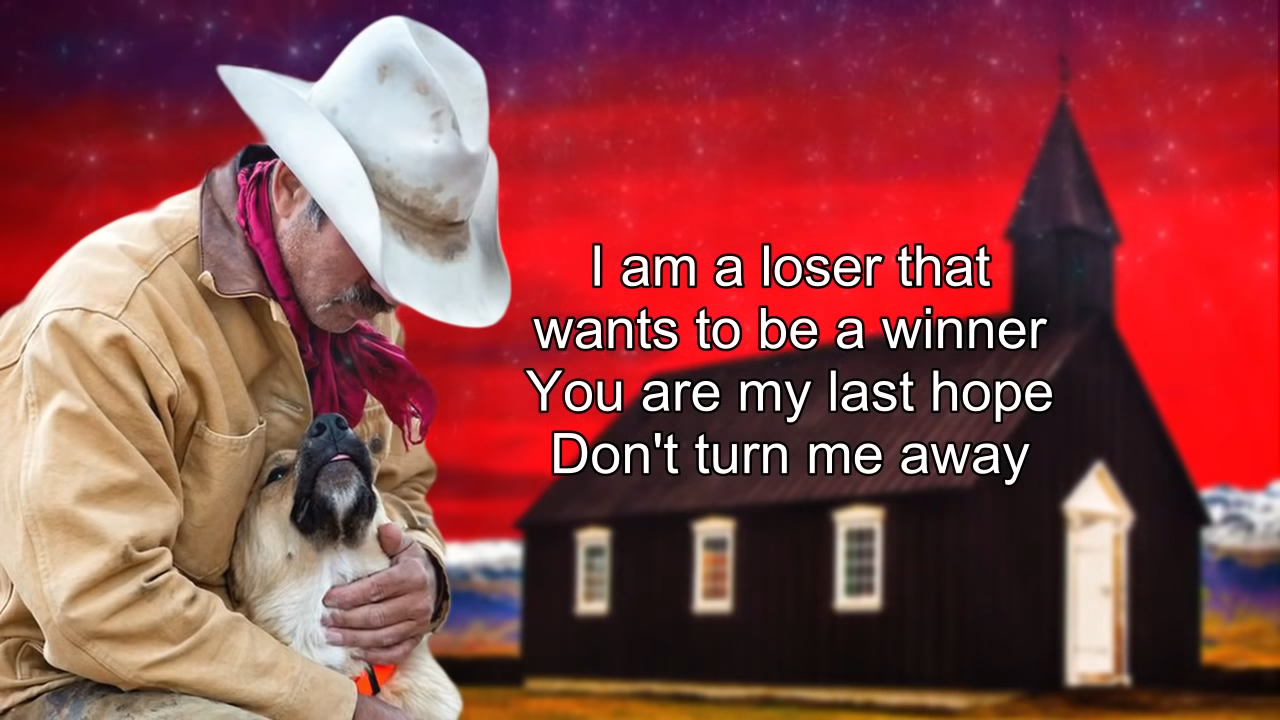 I am a loser that
wants to be a winner
You are my last hope
Don't turn me away